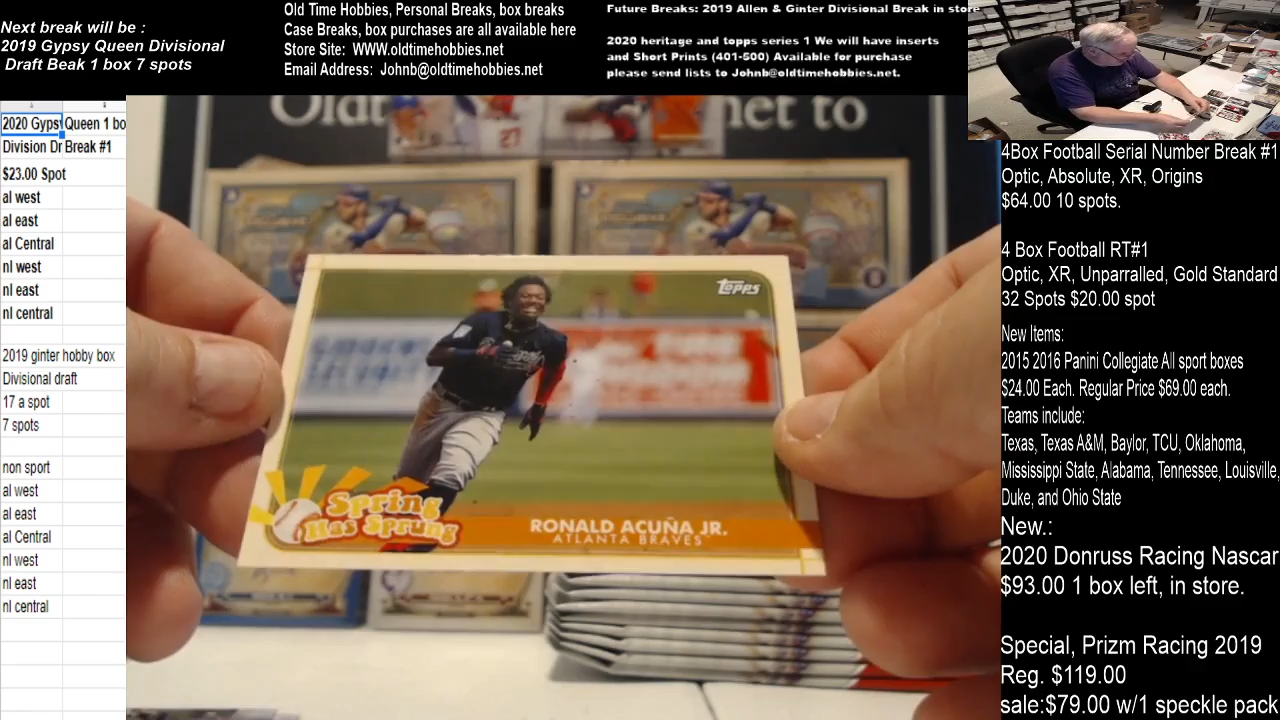 Next break will be :
2019 Gypsy Queen Divisional
Draft Beak 1 box 7 spots
Old Time Hobbies, Personal Breaks, box breaks
Case Breaks, box purchases are all available here
Store Site: WWW.oldtimehobbies.net
Email Address: Johnb@oldtimehobbies.net
Future Breaks: 2019 Allen & Ginter Divisional Break in store
2020 heritage and topps series 1 We will have inserts
and Short Prints (401-500) Available for purchase
please send lists to Johnb@oldtimehobbies.net.
2020 Gypsy Queen 1 bo
Division Dr Break #1
$23.00 Spot
al west
al east
al Central
nl west
nl east
nl central
2019 ginter hobby box
Divisional draft
17 a spot
7 spots
non sport
al west
al east
al Central
nl west
nl east
nl central
net to
27
topps
Spring
Has Sprung
RONALD ACUÑA JR.
ATLANTA BRAVES
4Box Football Serial Number Break #1
Optic, Absolute, XR, Origins
$64.00 10 spots.
4 Box Football RT#1
Optic, XR, Unparralled, Gold Standard
32 Spots $20.00 spot
New Items:
2015 2016 Panini Collegiate All sport boxes
$24.00 Each. Regular Price $69.00 each.
Teams include:
Texas, Texas A&M, Baylor, TCU, Oklahoma,
Mississippi State, Alabama, Tennessee, Louisville,
Duke, and Ohio State
New.:
2020 Donruss Racing Nascar
$93.00 1 box left, in store.
Special, Prizm Racing 2019
Reg. $119.00
sale:$79.00 w/1 speckle pack